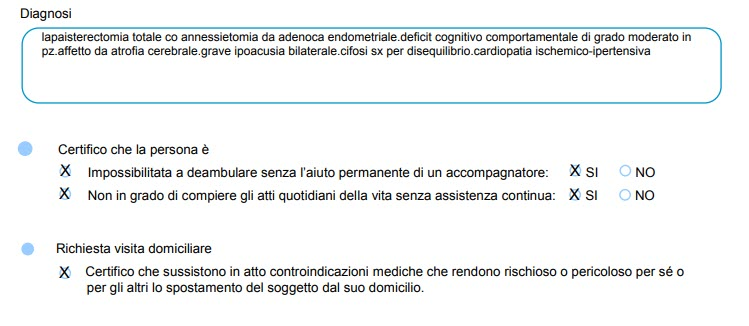 Diagnosi
lapaisterectomia totale co annessietomia da adenoca endometriale.deficit cognitivo comportamentale di grado moderato in
pz.affetto da atrofia cerebrale.grave ipoacusia bilaterale.cifosi sx per disequilibrio.cardiopatia ischemico-ipertensiva
Certifico che la persona è
X Impossibilitata a deambulare senza l'aiuto permanente di un accompagnatore: X SI NO
X Non in grado di compiere gli atti quotidiani della vita senza assistenza continua: X SI NO
Richiesta visita domiciliare
X Certifico che sussistono in atto controindicazioni mediche che rendono rischioso o pericoloso per sé o
per gli altri lo spostamento del soggetto dal suo domicilio.